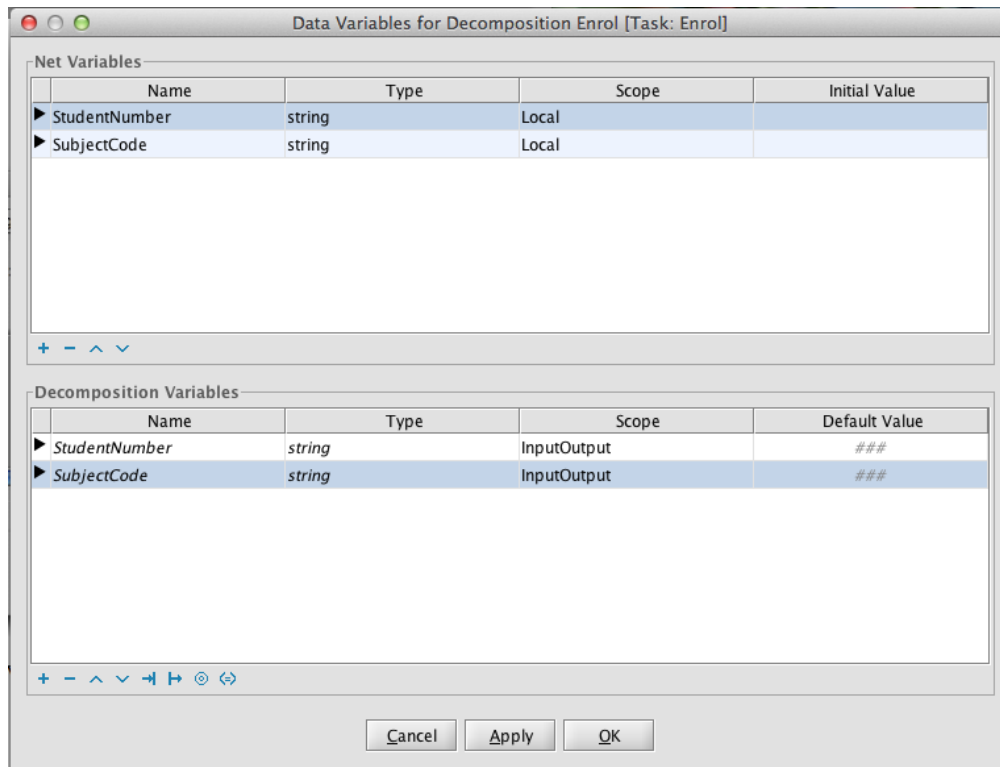 Data Variables for Decomposition Enrol [Task: Enrol]
Net Variables
Name Type Scope Initial Value
StudentNumber string Local
SubjectCode string Local
Decomposition Variables
Name Type Scope Default Value
StudentNumber string InputOutput ###
SubjectCode string InputOutput ###
Cancel Apply OK